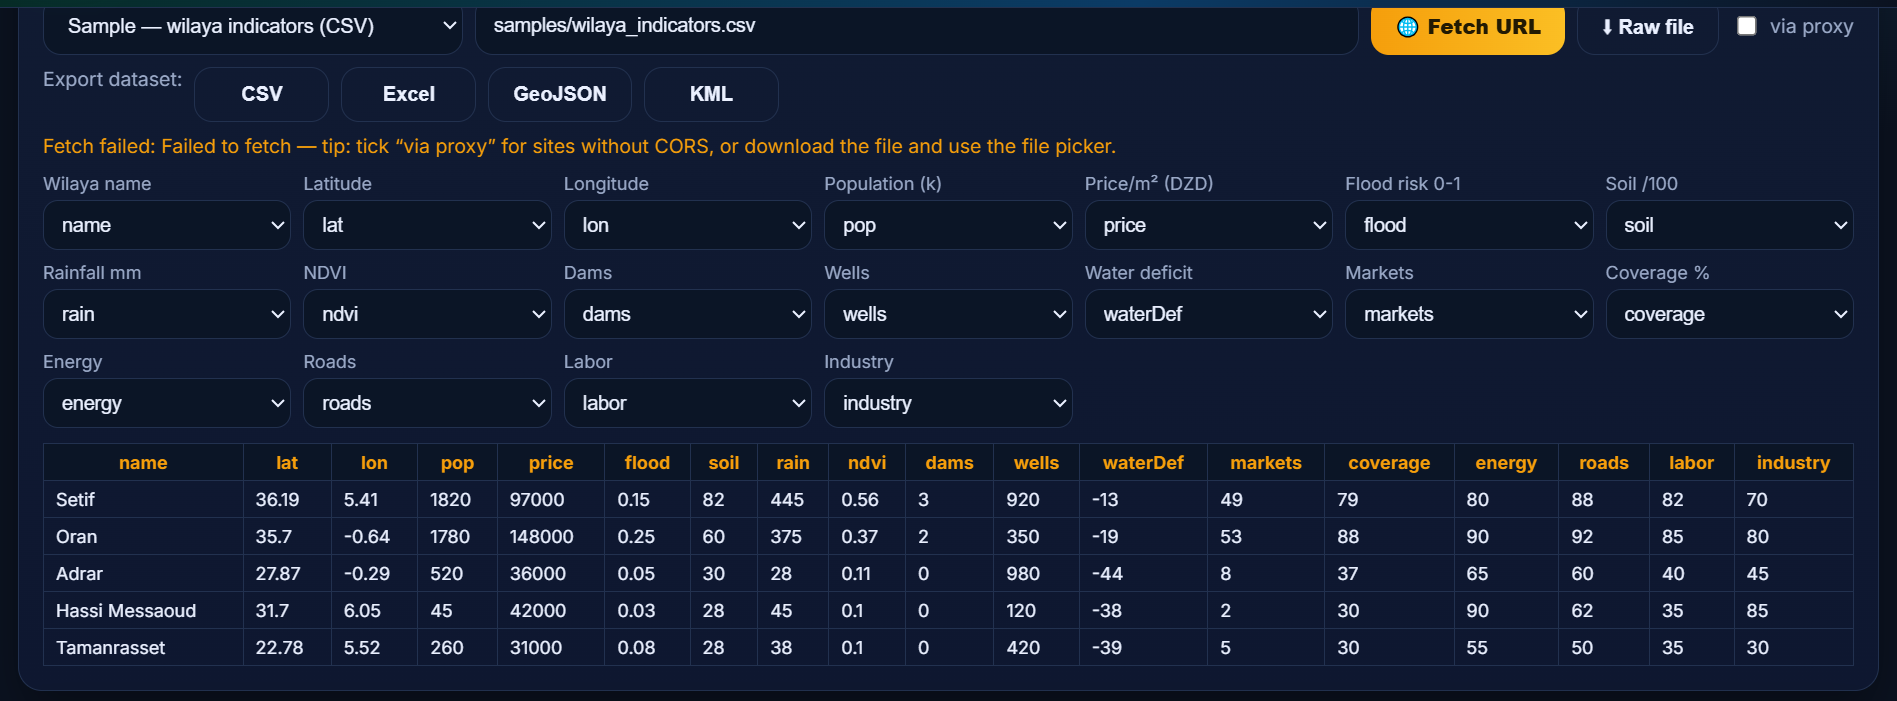 Sample — wilaya indicators (CSV) samples/wilaya_indicators.csv 🌐 Fetch URL ⬇ Raw file via proxy
Export dataset: CSV Excel GeoJSON KML
Fetch failed: Failed to fetch — tip: tick “via proxy” for sites without CORS, or download the file and use the file picker.
Wilaya name Latitude Longitude Population (k) Price/m² (DZD) Flood risk 0-1 Soil /100
name lat lon pop price flood soil
Rainfall mm NDVI Dams Wells Water deficit Markets Coverage %
rain ndvi dams wells waterDef markets coverage
Energy Roads Labor Industry
energy roads labor industry
name lat lon pop price flood soil rain ndvi dams wells waterDef markets coverage energy roads labor industry
Setif 36.19 5.41 1820 97000 0.15 82 445 0.56 3 920 -13 49 79 80 88 82 70
Oran 35.7 -0.64 1780 148000 0.25 60 375 0.37 2 350 -19 53 88 90 92 85 80
Adrar 27.87 -0.29 520 36000 0.05 30 28 0.11 0 980 -44 8 37 65 60 40 45
Hassi Messaoud 31.7 6.05 45 42000 0.03 28 45 0.1 0 120 -38 2 30 90 62 35 85
Tamanrasset 22.78 5.52 260 31000 0.08 28 38 0.1 0 420 -39 5 30 55 50 35 30